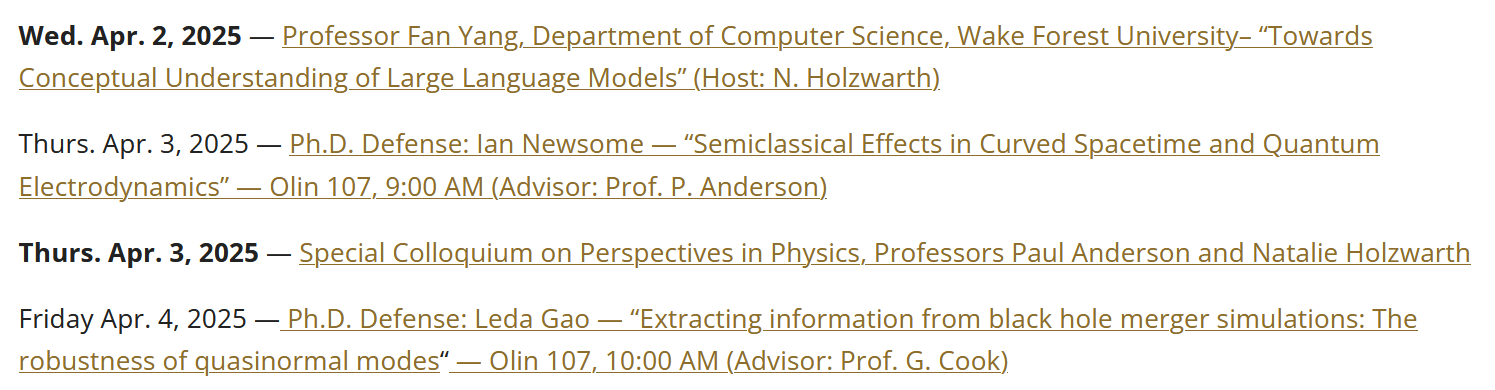 Wed. Apr. 2, 2025 — Professor Fan Yang, Department of Computer Science, Wake Forest University– “Towards
Conceptual Understanding of Large Language Models” (Host: N. Holzwarth)
Thurs. Apr. 3, 2025 — Ph.D. Defense: Ian Newsome — “Semiclassical Effects in Curved Spacetime and Quantum
Electrodynamics” — Olin 107, 9:00 AM (Advisor: Prof. P. Anderson)
Thurs. Apr. 3, 2025 — Special Colloquium on Perspectives in Physics, Professors Paul Anderson and Natalie Holzwarth
Friday Apr. 4, 2025 — Ph.D. Defense: Leda Gao — “Extracting information from black hole merger simulations: The
robustness of quasinormal modes“ — Olin 107, 10:00 AM (Advisor: Prof. G. Cook)